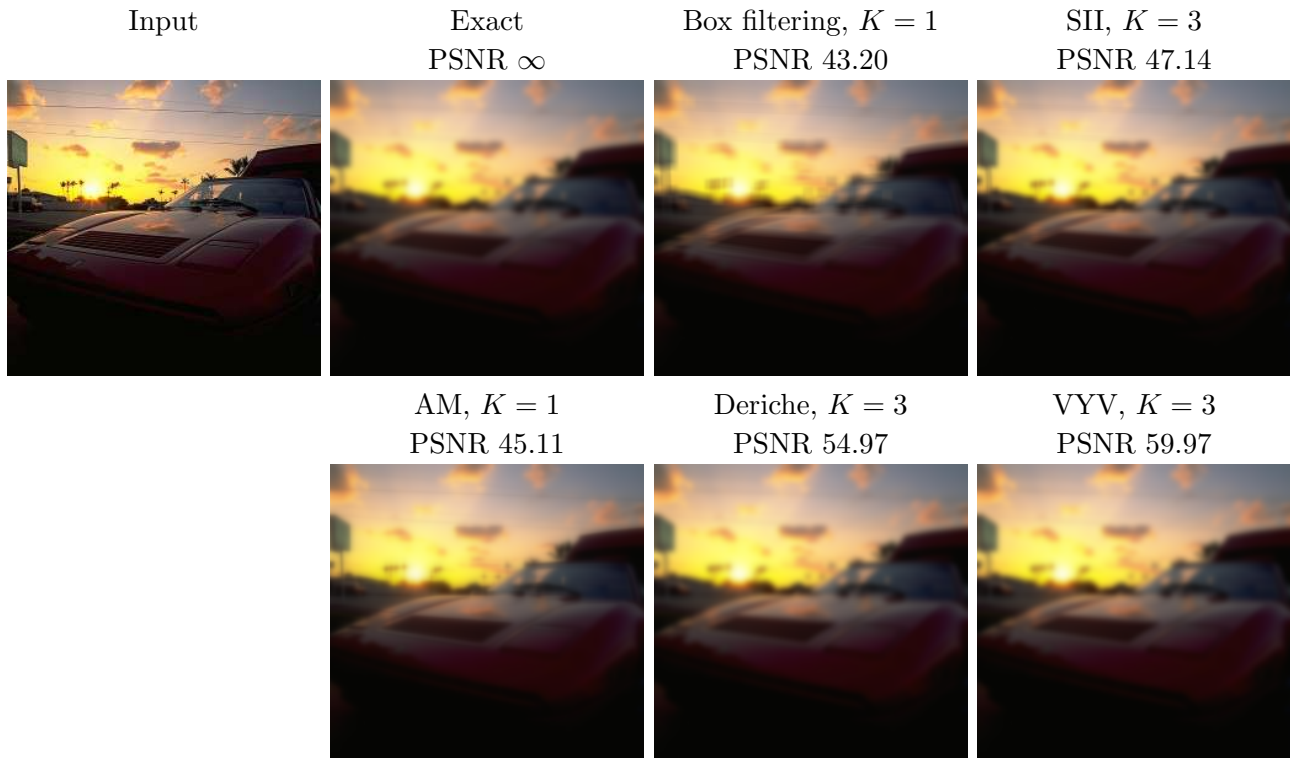 Input
Exact
PSNR ∞
Box filtering, K = 1
PSNR 43.20
SII, K = 3
PSNR 47.14
AM, K = 1
PSNR 45.11
Deriche, K = 3
PSNR 54.97
VYV, K = 3
PSNR 59.97